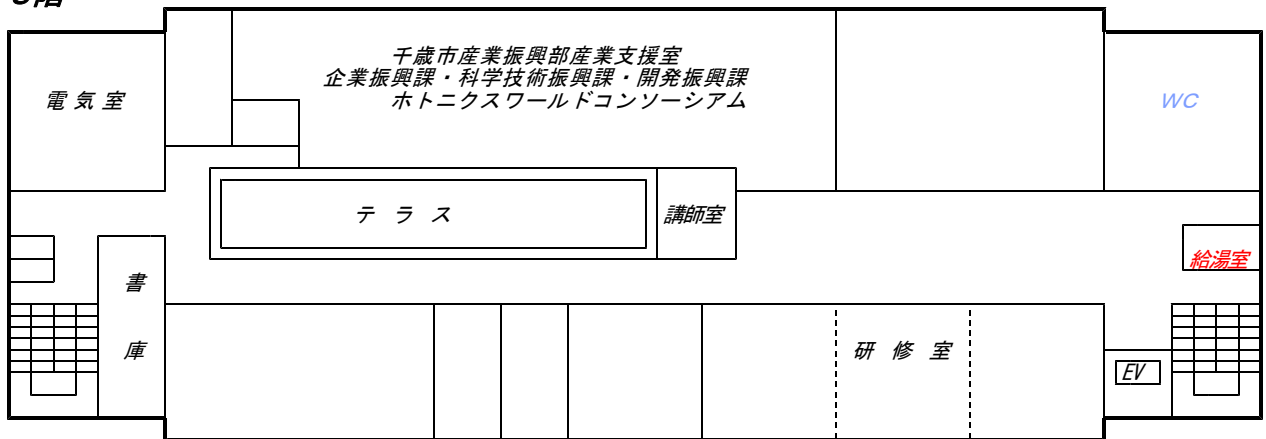 階
千歳市産業振興部産業支援室
企業振興課・科学技術振興課・開発振興課
ホトニクスワールドコンソーシアム
電気室
WC
テラス
講師室
給湯室
書庫
研修室
EV